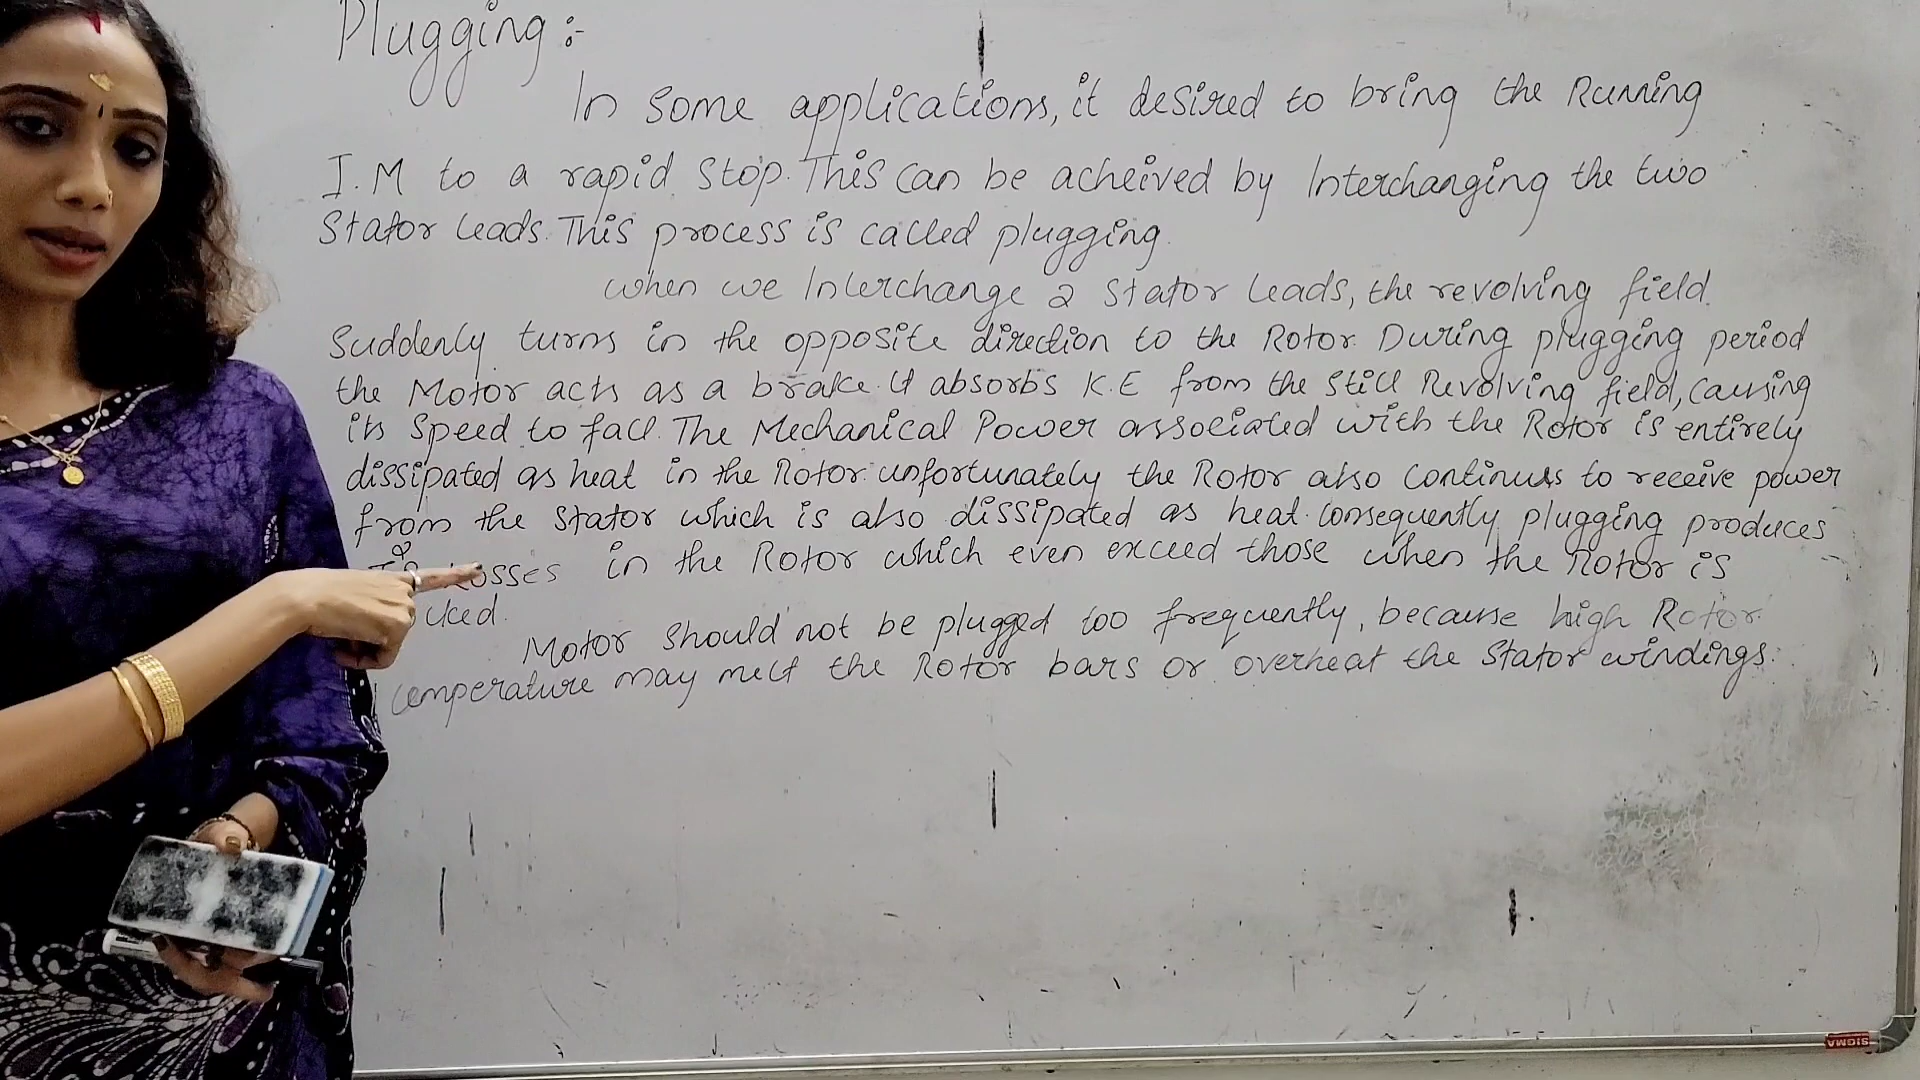 Plugging :-
In some applications, it desired to bring the Running
I.M to a rapid stop. This can be acheived by Interchanging the two
Stator leads. This process is called plugging.
when we Interchange 2 stator leads, the revolving field
Suddenly turns in the opposite direction to the Rotor. During plugging period
the Motor acts as a brake. It absorbs K.E from the still Revolving field, causing
its speed to fall. The Mechanical Power associated with the Rotor is entirely
dissipated as heat in the Rotor. unfortunately the Rotor also continues to receive power
from the stator which is also dissipated as heat. consequently plugging produces
Losses in the Rotor which even exceed those when the Rotor is
Motor should not be plugged too frequently, because high Rotor
temperature may melt the Rotor bars or overheat the stator windings.
SIGMA